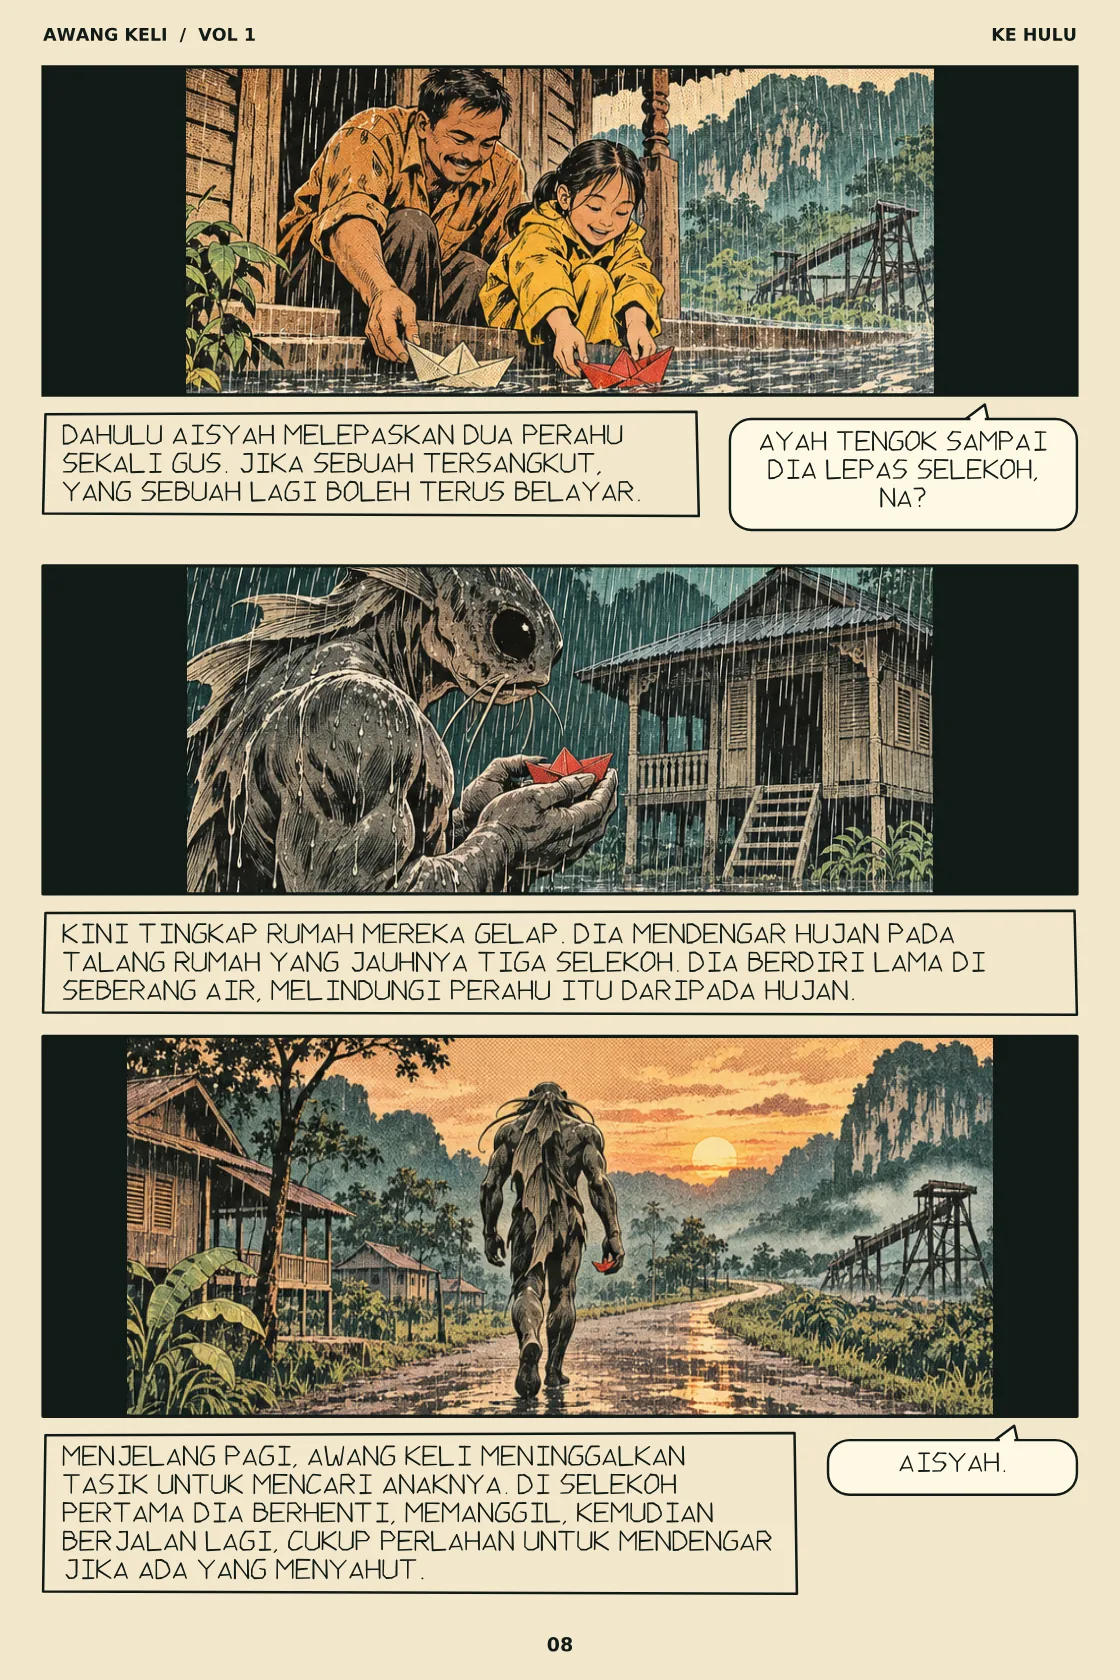 AWANG KELI / VOL 1
KE HULU
DAHULU AISYAH MELEPASKAN DUA PERAHU
SEKALI GUS. JIKA SEBUAH TERSANGKUT,
YANG SEBUAH LAGI BOLEH TERUS BELAYAR.
AYAH TENGOK SAMPAI
DIA LEPAS SELEKOH,
NA?
KINI TINGKAP RUMAH MEREKA GELAP. DIA MENDENGAR HUJAN PADA
TALANG RUMAH YANG JAUHNYA TIGA SELEKOH. DIA BERDIRI LAMA DI
SEBERANG AIR, MELINDUNGI PERAHU ITU DARIPADA HUJAN.
MENJELANG PAGI, AWANG KELI MENINGGALKAN
TASIK UNTUK MENCARI ANAKNYA. DI SELEKOH
PERTAMA DIA BERHENTI, MEMANGGIL, KEMUDIAN
BERJALAN LAGI, CUKUP PERLAHAN UNTUK MENDENGAR
JIKA ADA YANG MENYAHUT.
AISYAH.
08